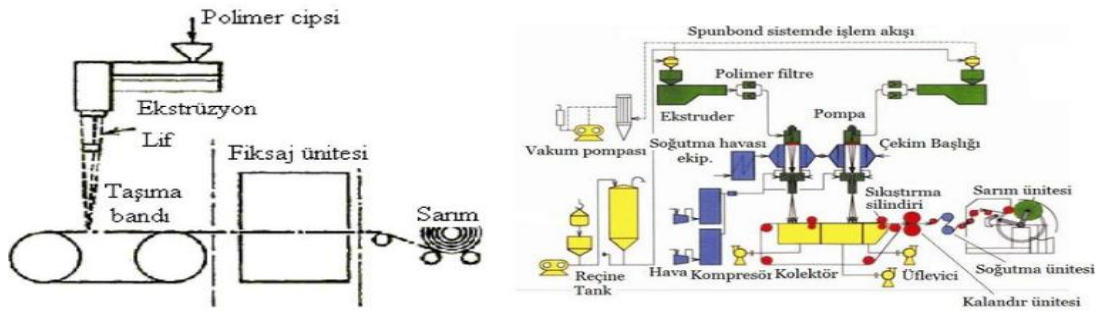 Polimer cipsi
Ekstrüzyon
Lif
Fiksaj ünitesi
Taşıma
bandı
Sarım
Spunbond sistemde işlem akışı
Polimer filtre
Ekstruder
Pompa
Vakum pompası
Soğutma havası
ekip.
Çekim Başlığı
Sıkıştırma
silindiri
Sarım ünitesi
Reçine
Tank
Hava
Kompresör
Kolektör
Üflevici
Soğutma ünitesi
Kalandır ünitesi